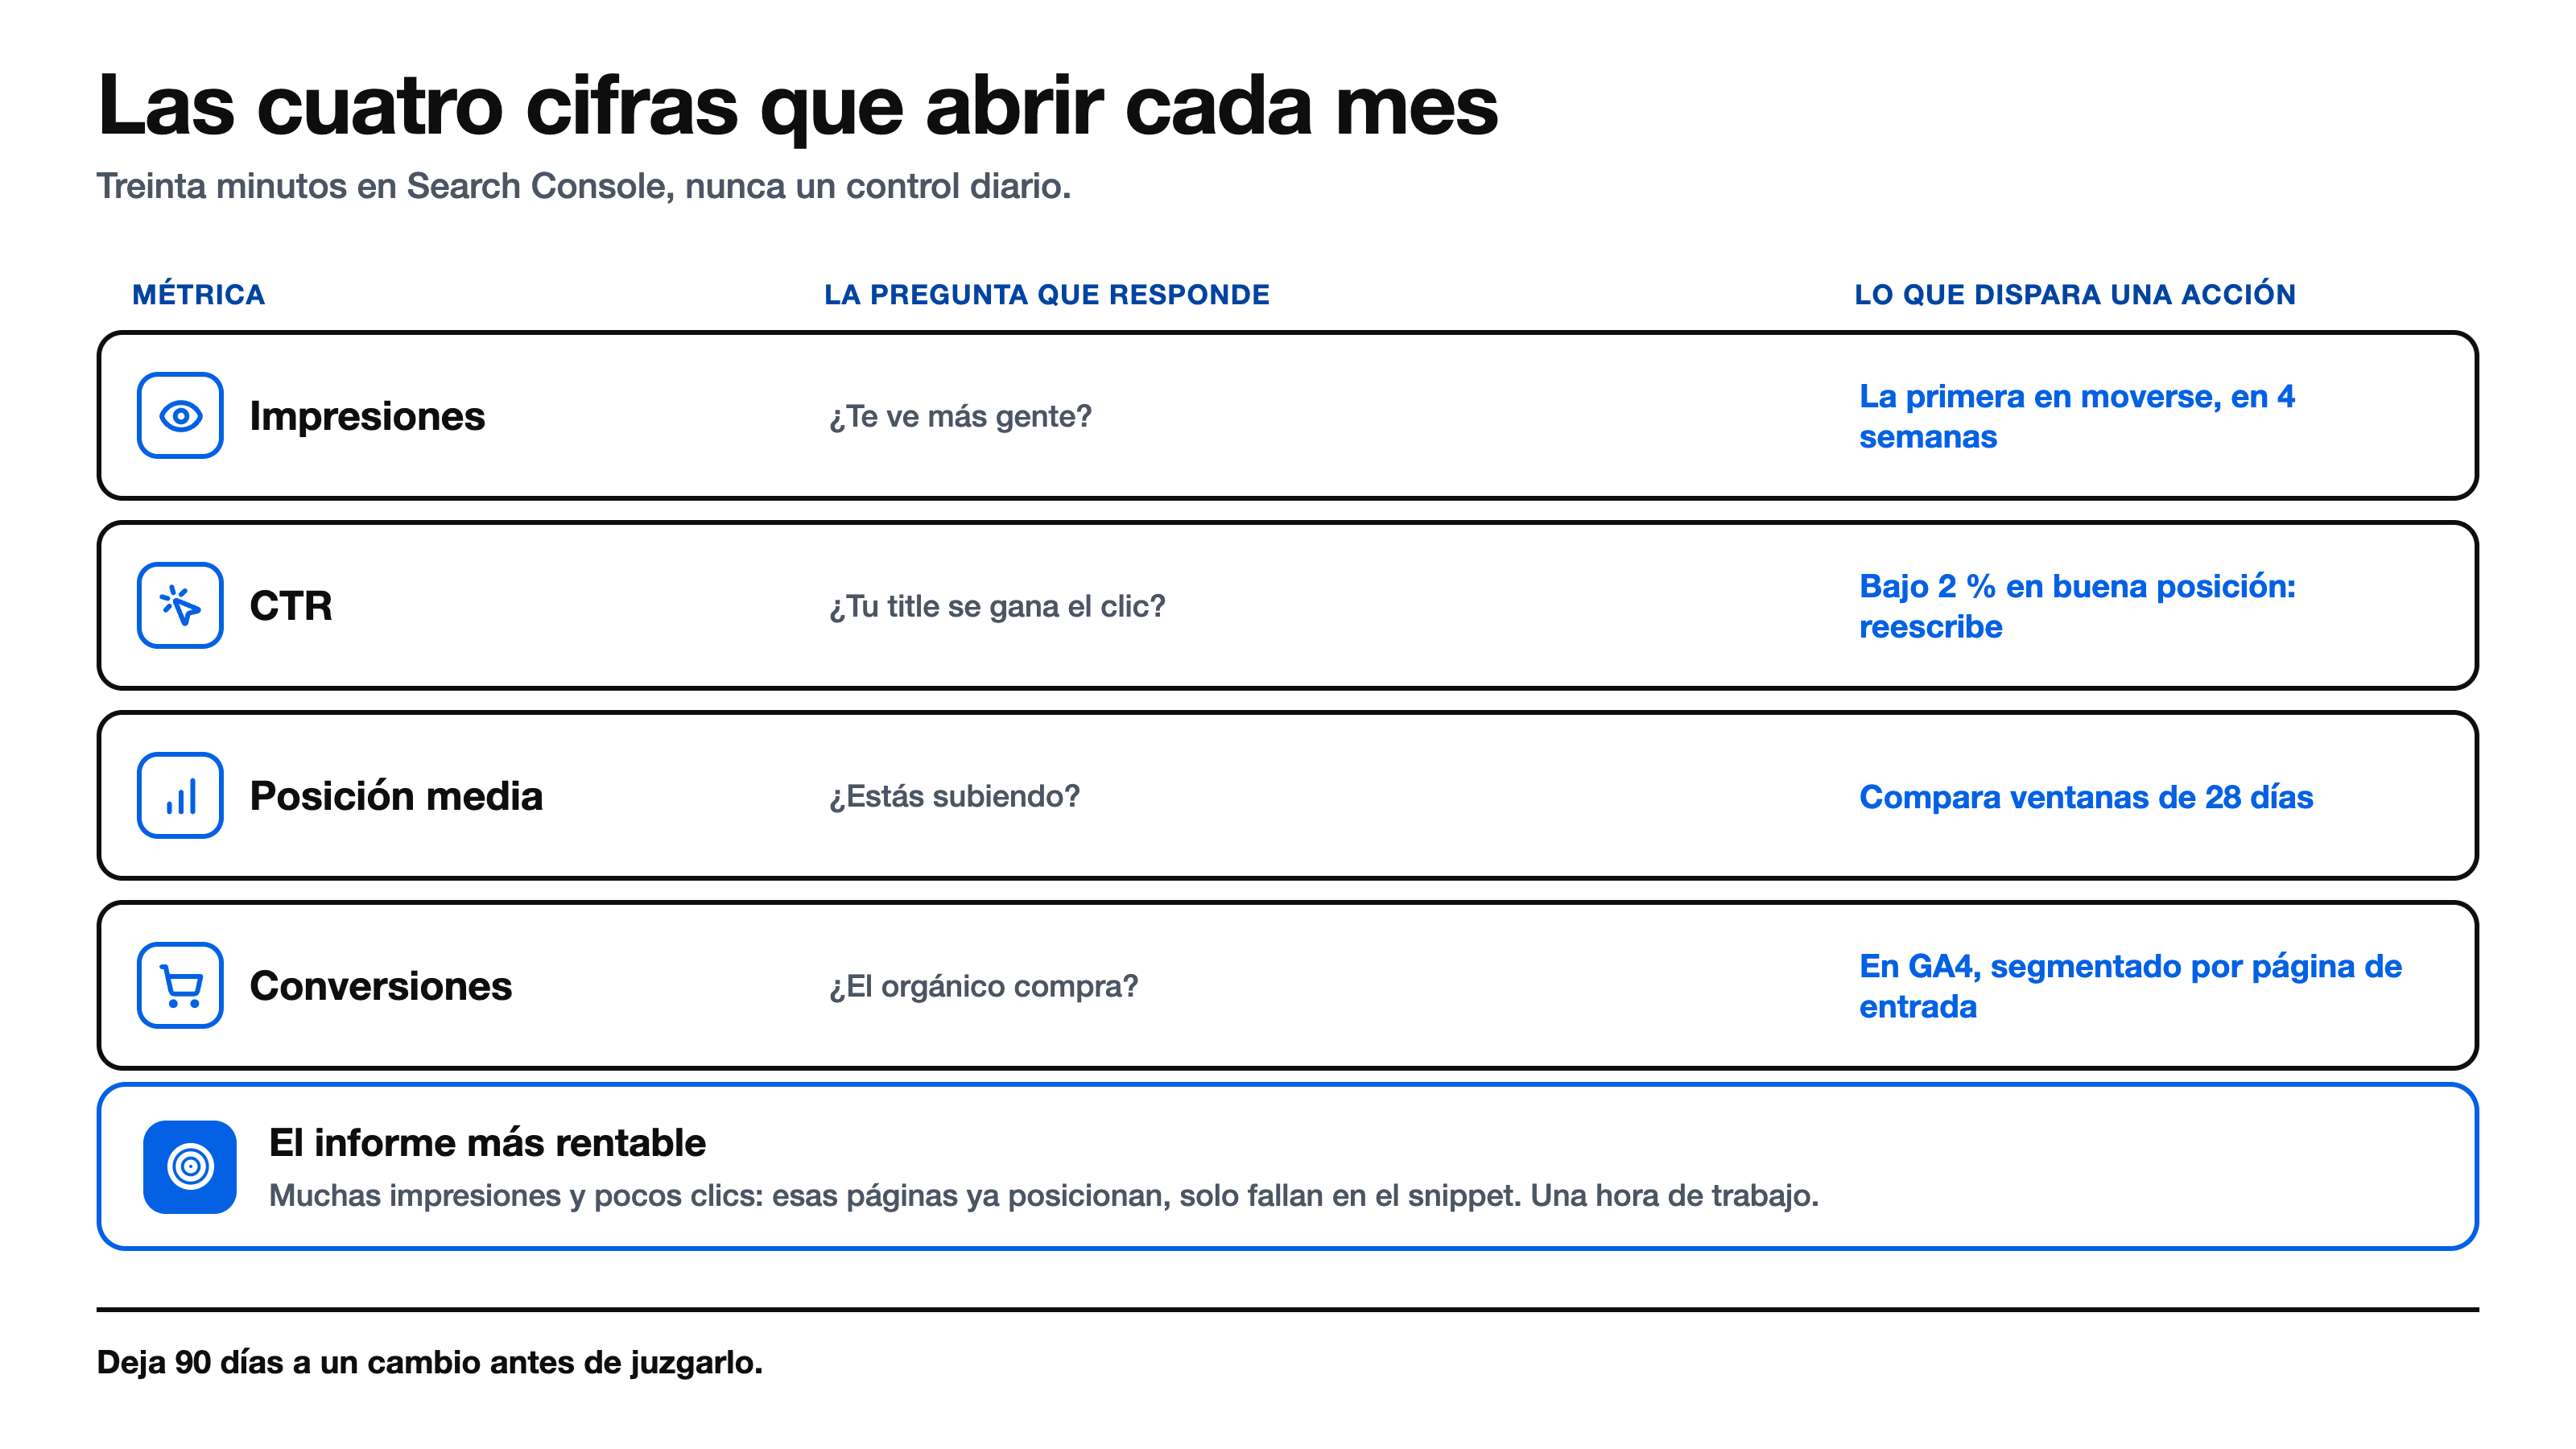 Las cuatro cifras que abrir cada mes
Treinta minutos en Search Console, nunca un control diario.
MÉTRICA
LA PREGUNTA QUE RESPONDE
LO QUE DISPARA UNA ACCIÓN
Impresiones
¿Te ve más gente?
La primera en moverse, en 4
semanas
CTR
¿Tu title se gana el clic?
Bajo 2 % en buena posición:
reescribe
Posición media
¿Estás subiendo?
Compara ventanas de 28 días
Conversiones
¿El orgánico compra?
En GA4, segmentado por página de
entrada
El informe más rentable
Muchas impresiones y pocos clics: esas páginas ya posicionan, solo fallan en el snippet. Una hora de trabajo.
Deja 90 días a un cambio antes de juzgarlo.